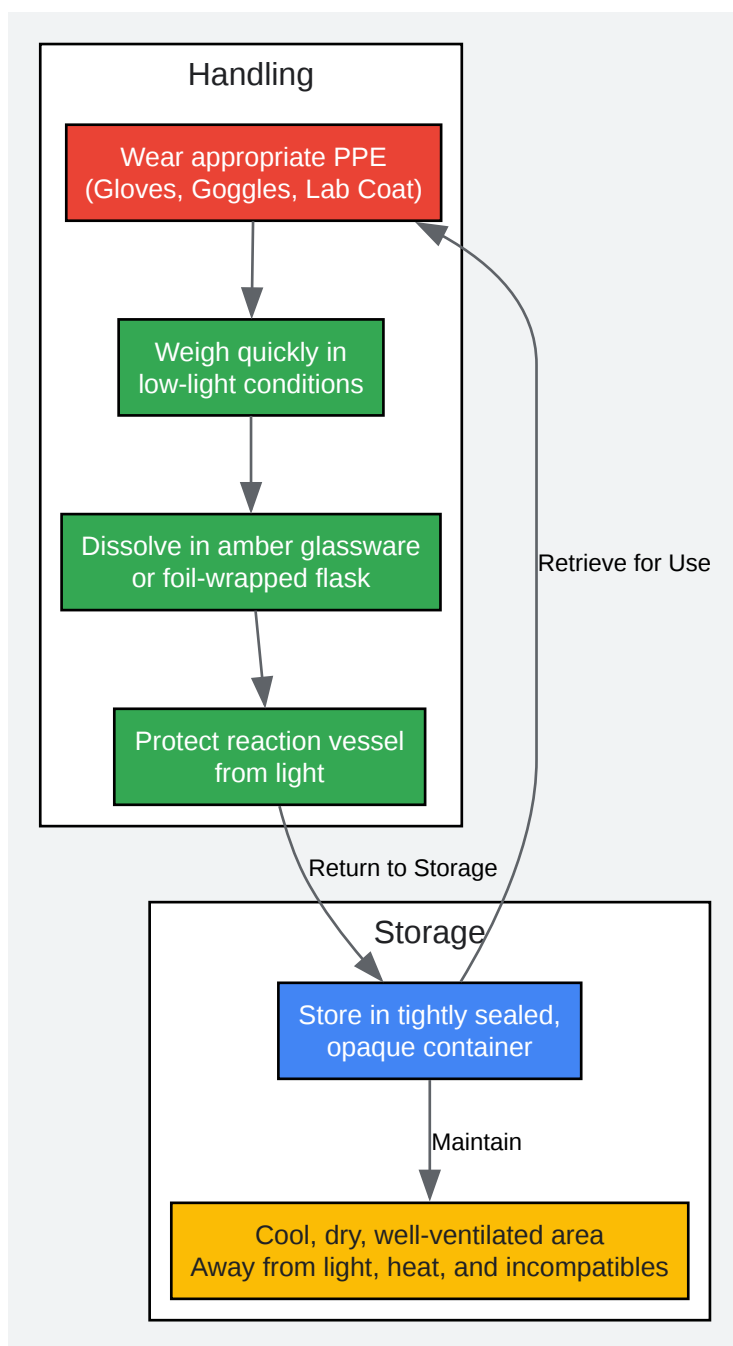 Handling
Wear appropriate PPE
(Gloves, Goggles, Lab Coat)
Weigh quickly in
low-light conditions
Dissolve in amber glassware
or foil-wrapped flask
Retrieve for Use
Protect reaction vessel
from light
Return to Storage
Storage
Store in tightly sealed,
opaque container
Maintain
Cool, dry, well-ventilated area
Away from light, heat, and incompatibles